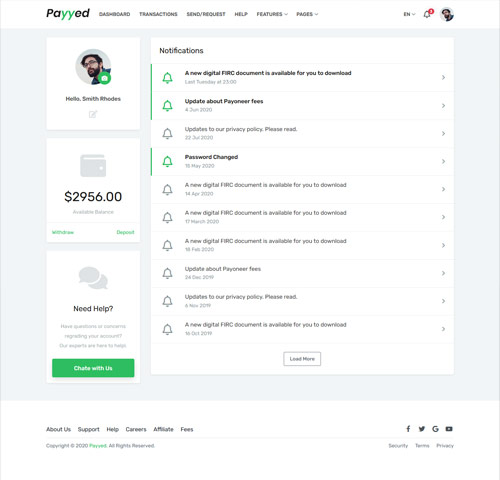 Payyed
DASHBOARD TRANSACTIONS SEND/REQUEST HELP FEATURES PAGES
EN 3
Hello, Smith Rhodes
$2956.00
Available Balance
Withdraw Deposit
Need Help?
Have questions or concerns
regrading your account?
Our experts are here to help!.
Chate with Us
Notifications
A new digital FIRC document is available for you to download
Last Tuesday at 23:00
Update about Payoneer fees
4 Jun 2020
Updates to our privacy policy. Please read.
22 Jul 2020
Password Changed
15 May 2020
A new digital FIRC document is available for you to download
14 Apr 2020
A new digital FIRC document is available for you to download
17 March 2020
A new digital FIRC document is available for you to download
18 Feb 2020
Update about Payoneer fees
24 Dec 2019
Updates to our privacy policy. Please read.
6 Nov 2019
A new digital FIRC document is available for you to download
16 Oct 2019
Load More
About Us Support Help Careers Affiliate Fees
Copyright © 2020 Payyed. All Rights Reserved.
Security Terms Privacy